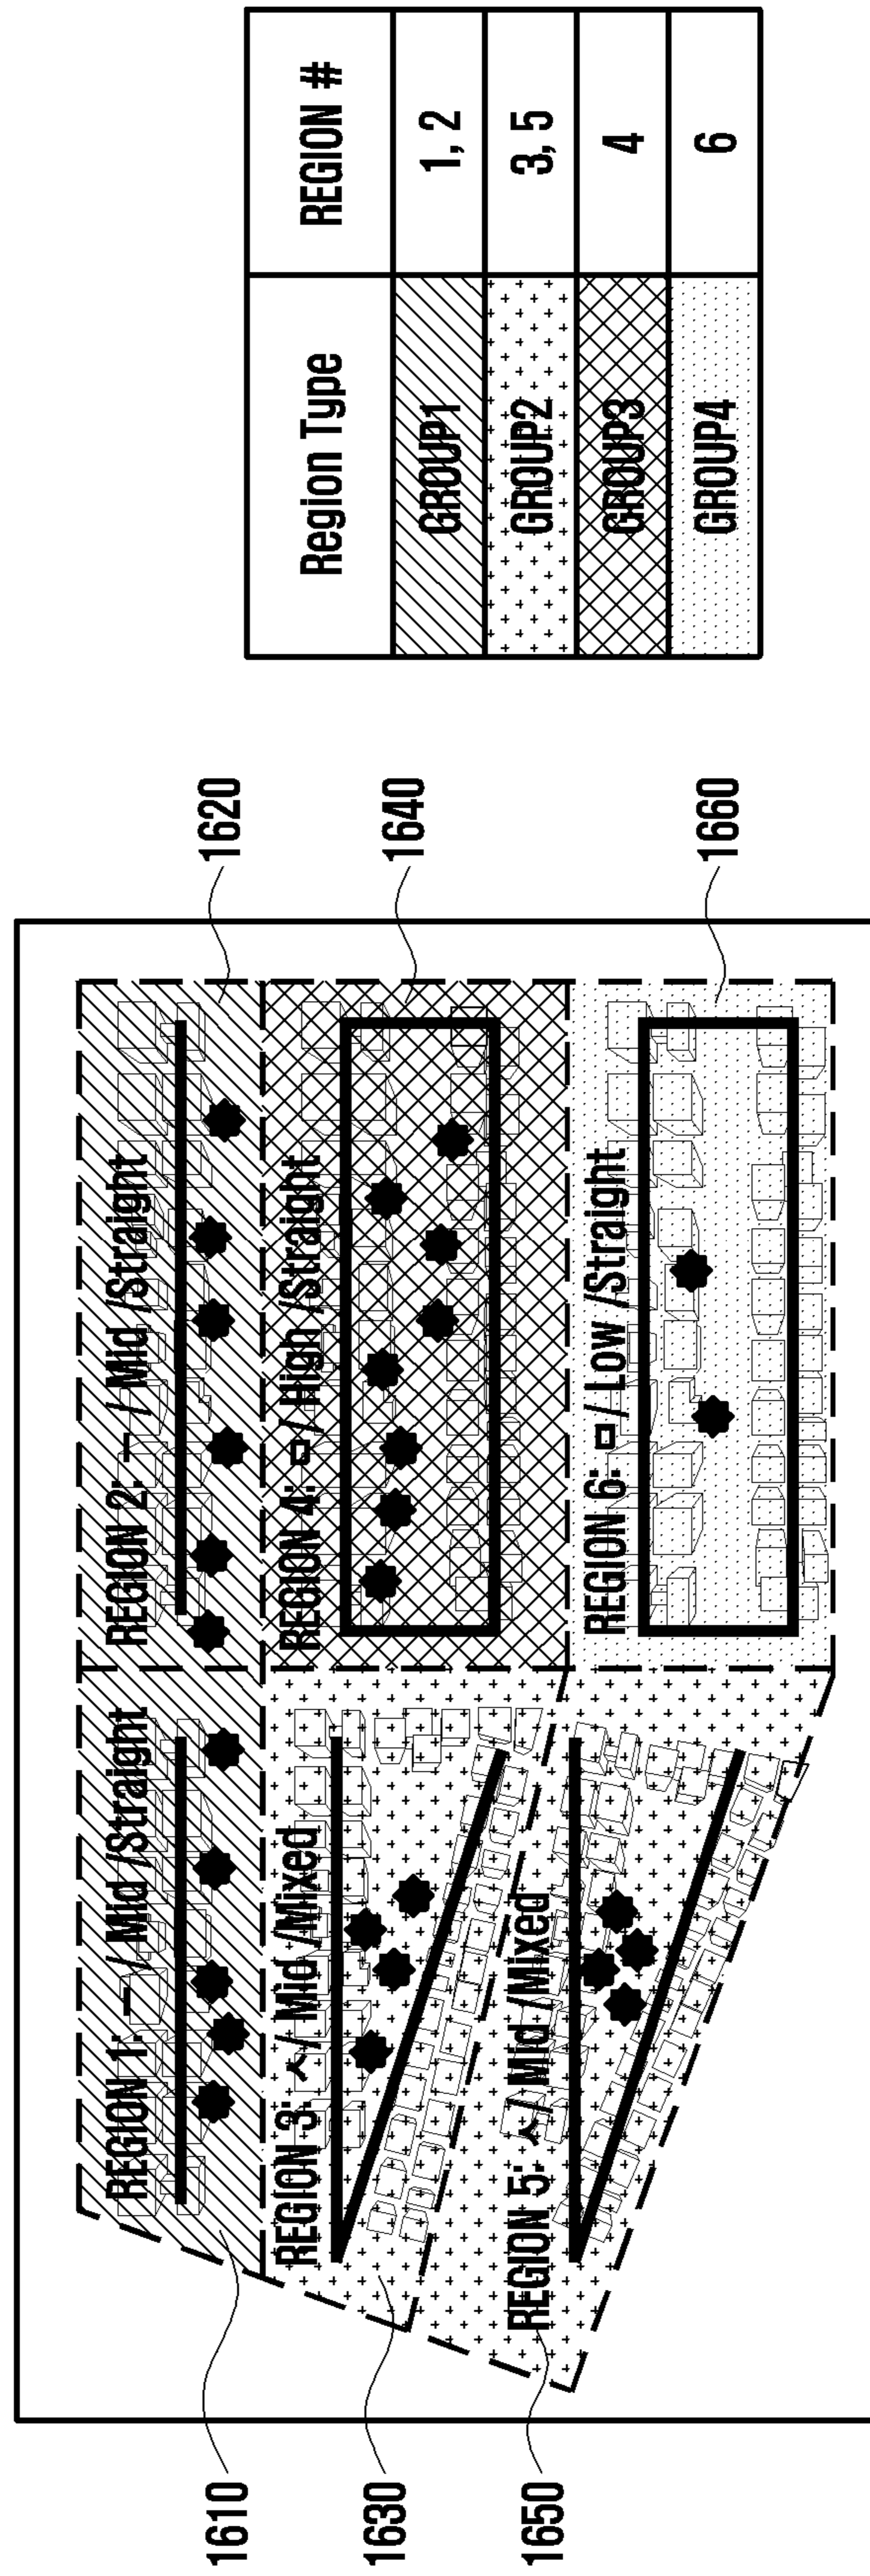 REGION 1: – / Mid /Straight
REGION 2: – / Mid /Straight
REGION 3: < / Mid /Mixed
REGION 4: □ / High /Straight
REGION 5: < / Mid /Mixed
REGION 6: □ / Low /Straight
1610
1620
1630
1640
1650
1660
Region Type REGION #
GROUP1 1, 2
GROUP2 3, 5
GROUP3 4
GROUP4 6